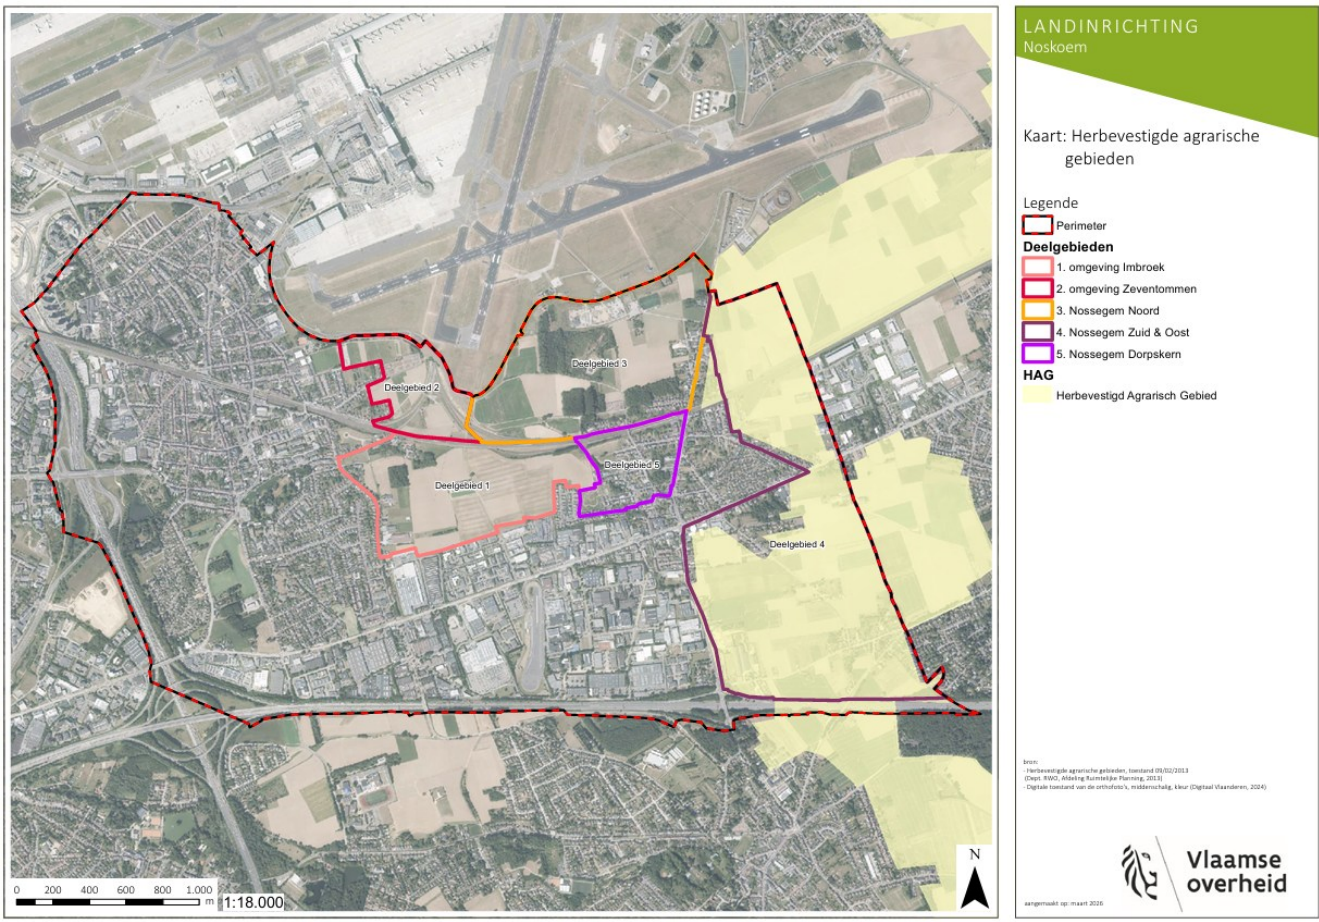 LANDINRICHTING
Noskoem
Kaart: Herbevestigde agrarische
gebieden
Legende
Perimeter
Deelgebieden
1. omgeving Imbroek
2. omgeving Zeventommen
3. Nossegem Noord
4. Nossegem Zuid & Oost
5. Nossegem Dorpskern
HAG
Herbevestigd Agrarisch Gebied
Deelgebied 3
Deelgebied 2
Deelgebied 5
Deelgebied 1
Deelgebied 4
bron:
- Herbevestigde agrarische gebieden, toestand 09/02/2013
(Dept. RWO, Afdeling Ruimtelijke Planning, 2013)
- Digitale toestand van de orthofoto's, middenschalig, kleur (Digitaal Vlaanderen, 2024)
N
0 200 400 600 800 1.000
m
1:18.000
Vlaamse
overheid
aangemaakt op: maart 2026